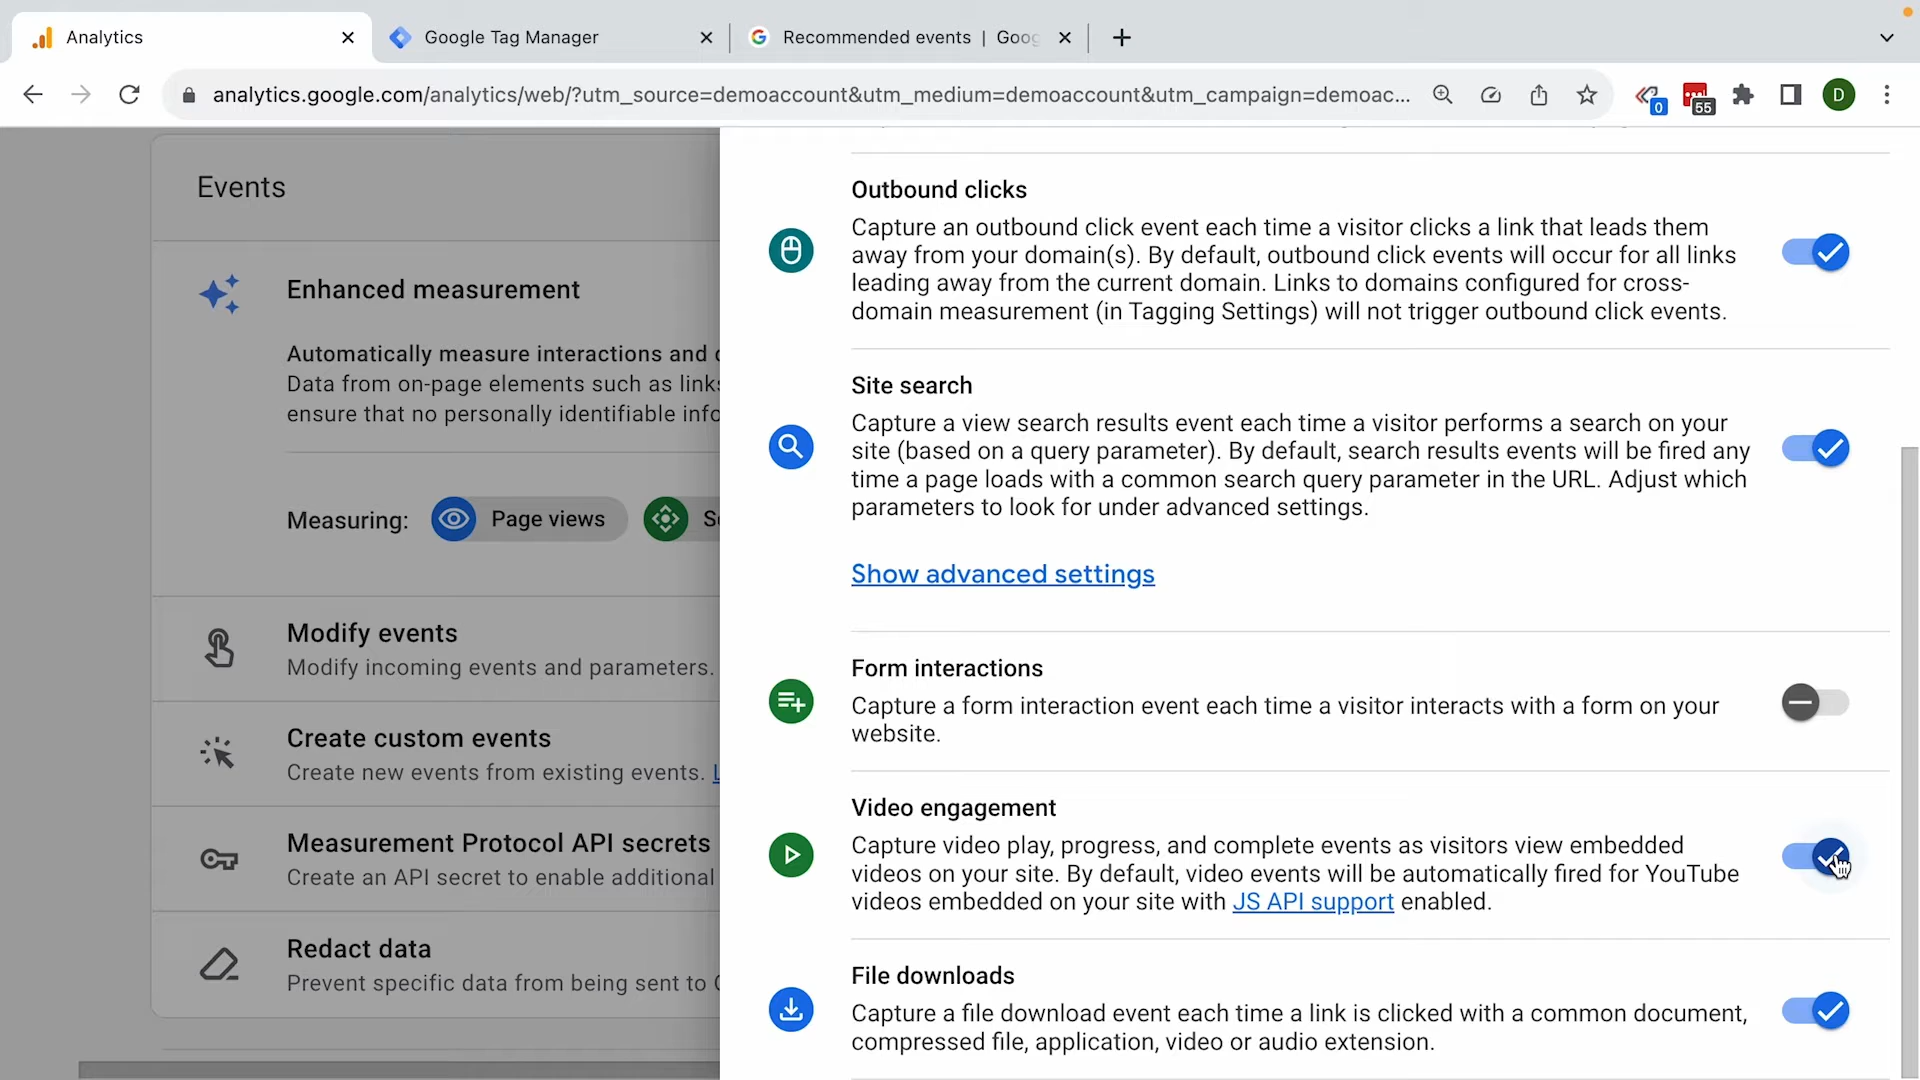 Analytics
Google Tag Manager
Recommended events | Goog
analytics.google.com/analytics/web/?utm_source=demoaccount&utm_medium=demoaccount&utm_campaign=demoac...
0
55
D
Events
Enhanced measurement
Automatically measure interactions and
Data from on-page elements such as links
ensure that no personally identifiable info
Measuring:
Page views
Modify events
Modify incoming events and parameters.
Create custom events
Create new events from existing events.
Measurement Protocol API secrets
Create an API secret to enable additional
Redact data
Prevent specific data from being sent to
Outbound clicks
Capture an outbound click event each time a visitor clicks a link that leads them
away from your domain(s). By default, outbound click events will occur for all links
leading away from the current domain. Links to domains configured for cross-
domain measurement (in Tagging Settings) will not trigger outbound click events.
Site search
Capture a view search results event each time a visitor performs a search on your
site (based on a query parameter). By default, search results events will be fired any
time a page loads with a common search query parameter in the URL. Adjust which
parameters to look for under advanced settings.
Show advanced settings
Form interactions
Capture a form interaction event each time a visitor interacts with a form on your
website.
Video engagement
Capture video play, progress, and complete events as visitors view embedded
videos on your site. By default, video events will be automatically fired for YouTube
videos embedded on your site with JS API support enabled.
File downloads
Capture a file download event each time a link is clicked with a common document,
compressed file, application, video or audio extension.